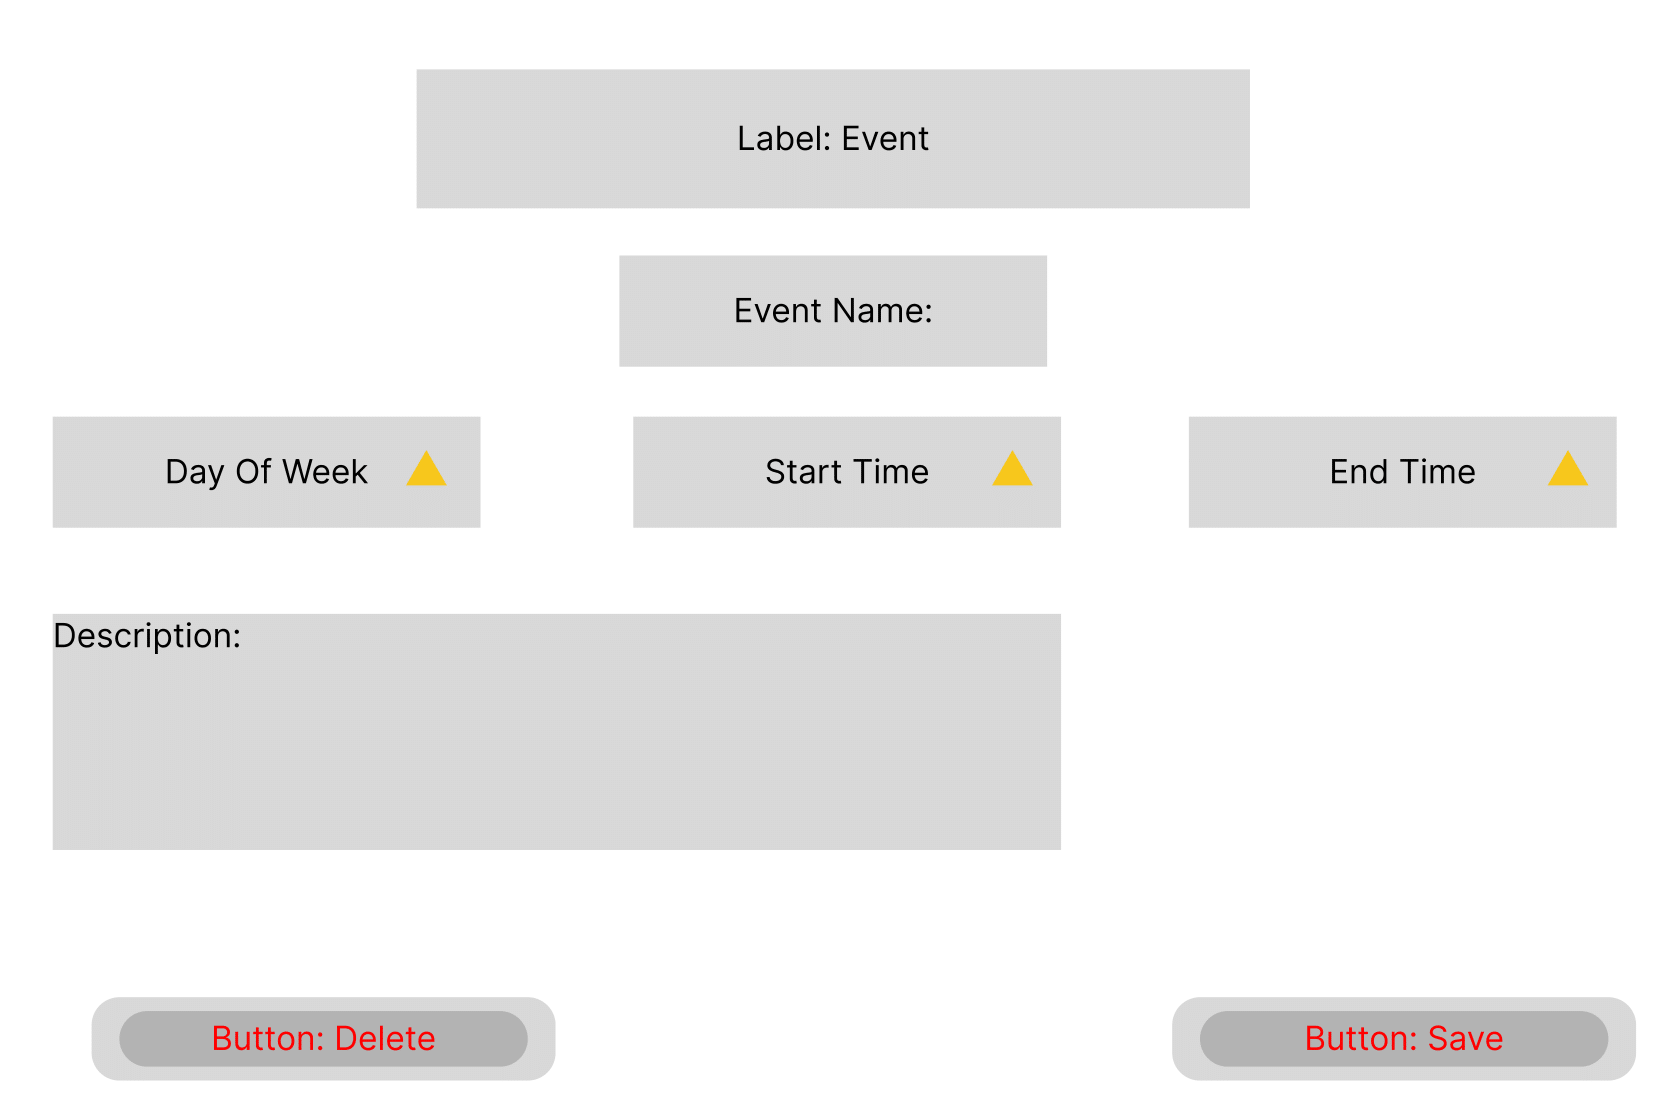 Label: Event
Event Name:
Day Of Week
Start Time
End Time
Description:
Button: Delete
Button: Save